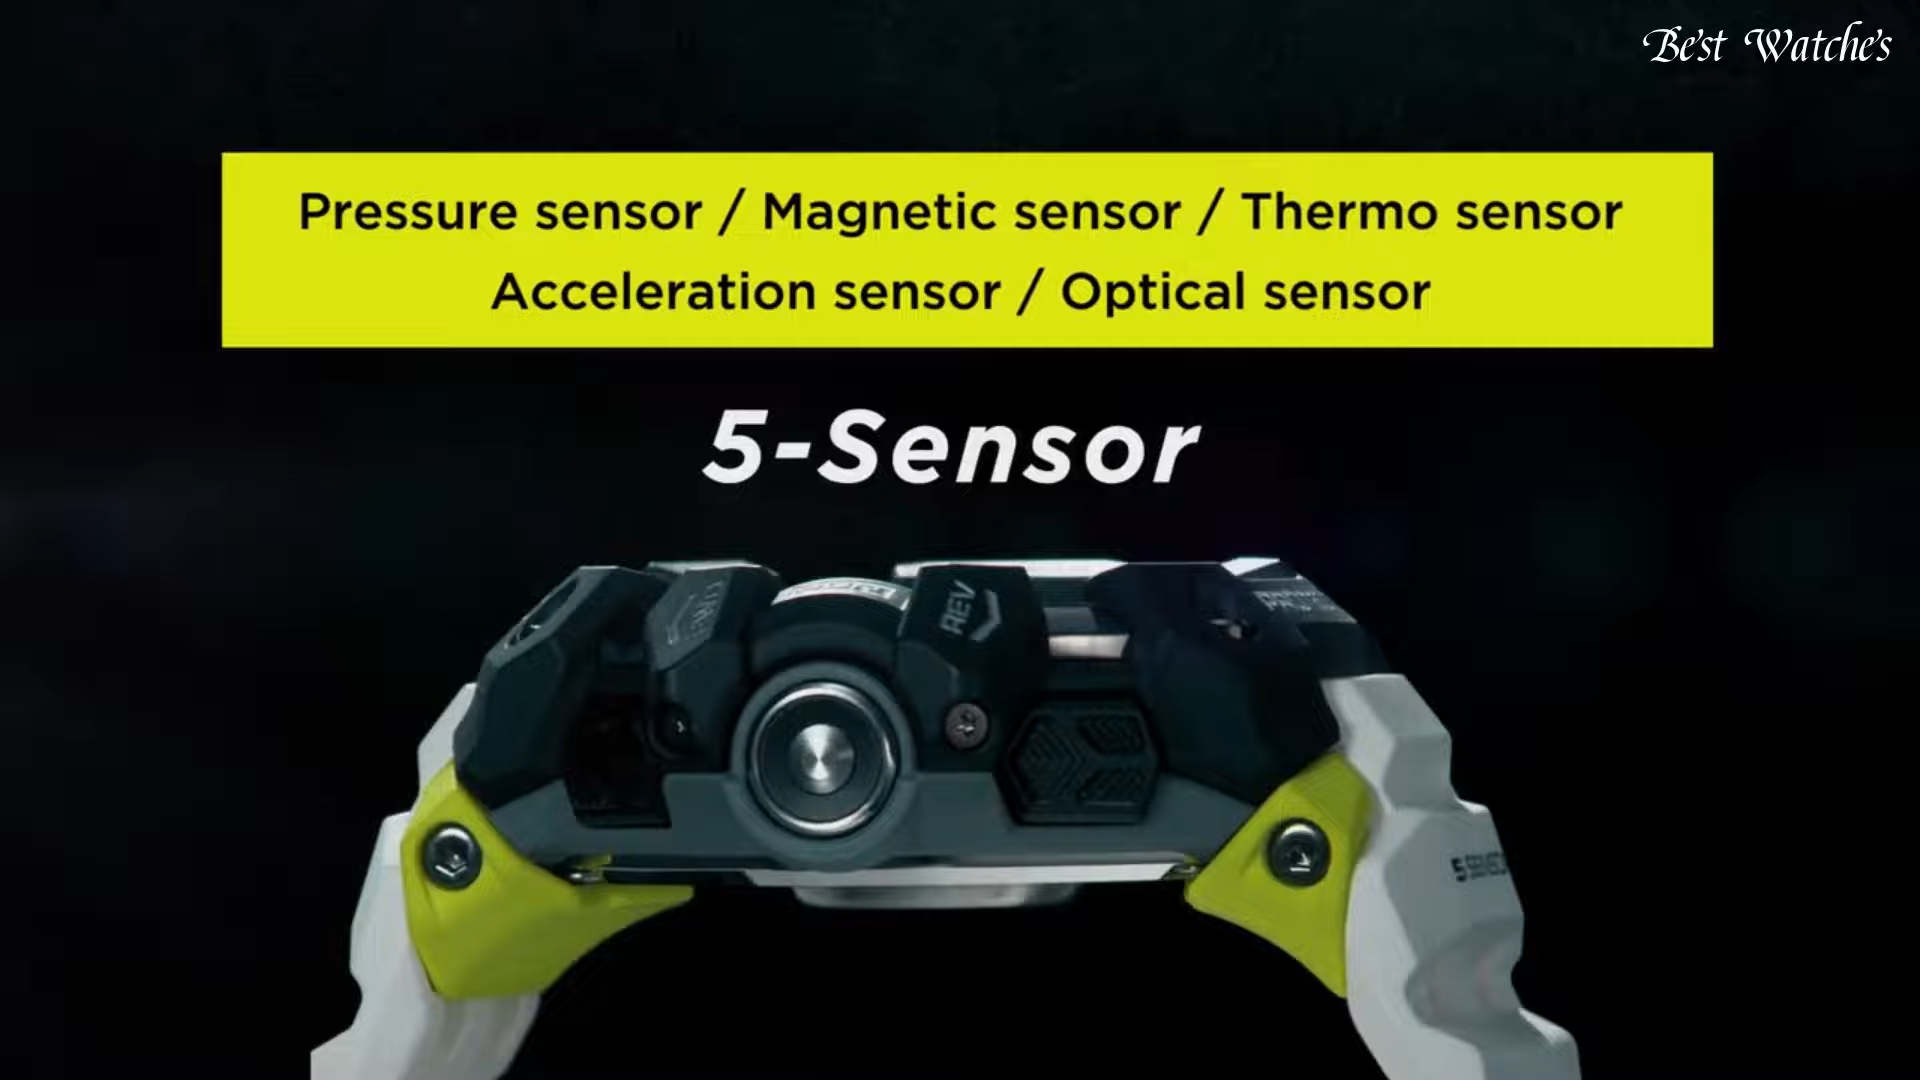 Be'st Watche's
Pressure sensor / Magnetic sensor / Thermo sensor
Acceleration sensor / Optical sensor
5-Sensor
REV